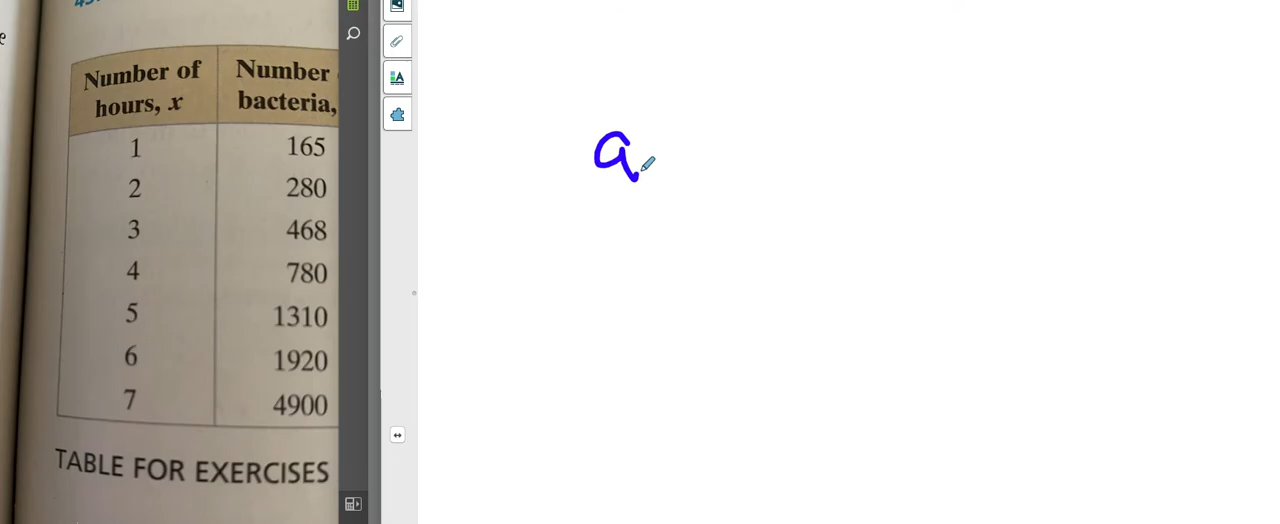 Number of Number
hours, x bacteria,
1 165
2 280
3 468
4 780
5 1310
6 1920
7 4900
TABLE FOR EXERCISES
a